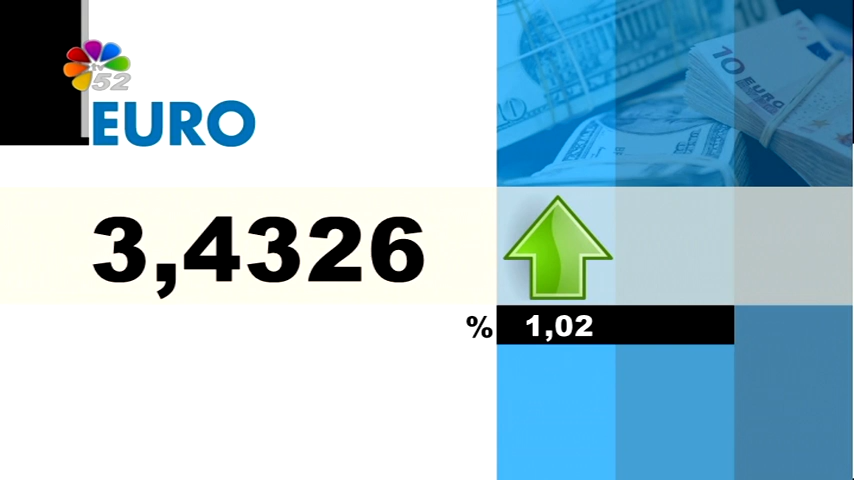 tv
52
EURO
3,4326
% 1,02
10 EURO